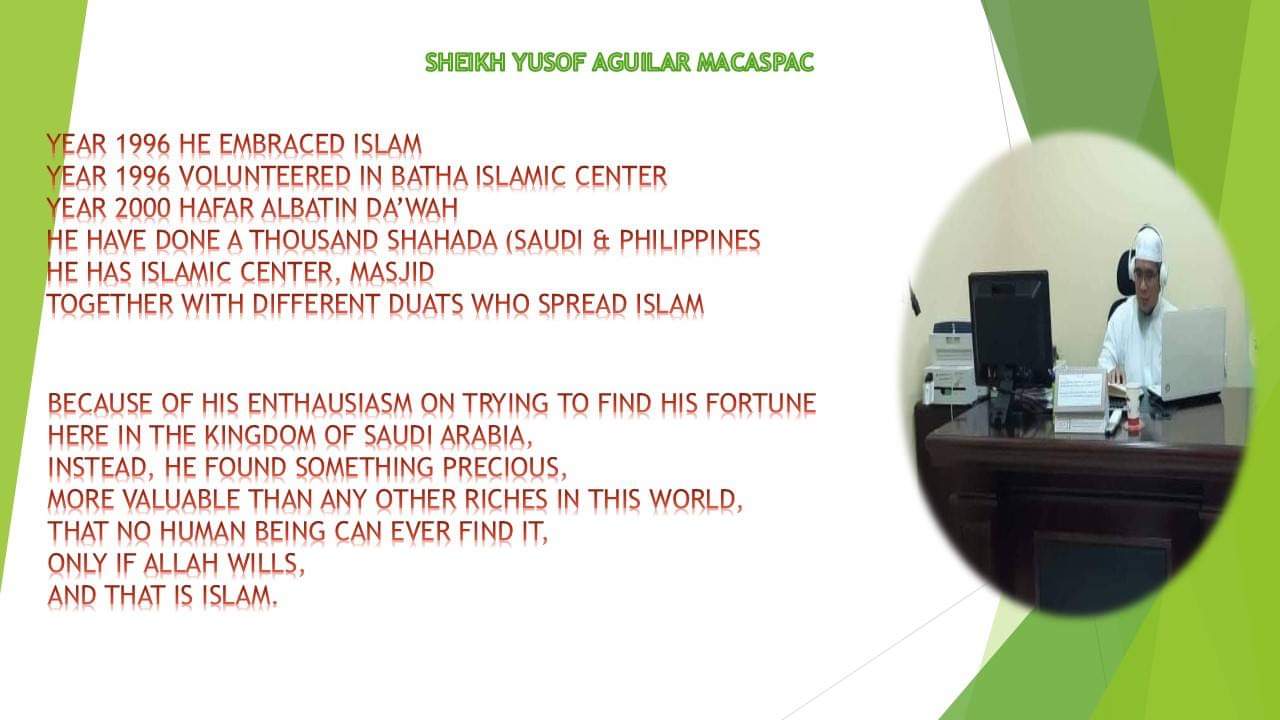 SHEIKH YUSOF AGUILAR MACASPAC
YEAR 1996 HE EMBRACED ISLAM
YEAR 1996 VOLUNTEERED IN BATHA ISLAMIC CENTER
YEAR 2000 HAFAR ALBATIN DA’WAH
HE HAVE DONE A THOUSAND SHAHADA (SAUDI & PHILIPPINES
HE HAS ISLAMIC CENTER, MASJID
TOGETHER WITH DIFFERENT DUATS WHO SPREAD ISLAM
BECAUSE OF HIS ENTHAUSIASM ON TRYING TO FIND HIS FORTUNE
HERE IN THE KINGDOM OF SAUDI ARABIA,
INSTEAD, HE FOUND SOMETHING PRECIOUS,
MORE VALUABLE THAN ANY OTHER RICHES IN THIS WORLD,
THAT NO HUMAN BEING CAN EVER FIND IT,
ONLY IF ALLAH WILLS,
AND THAT IS ISLAM.